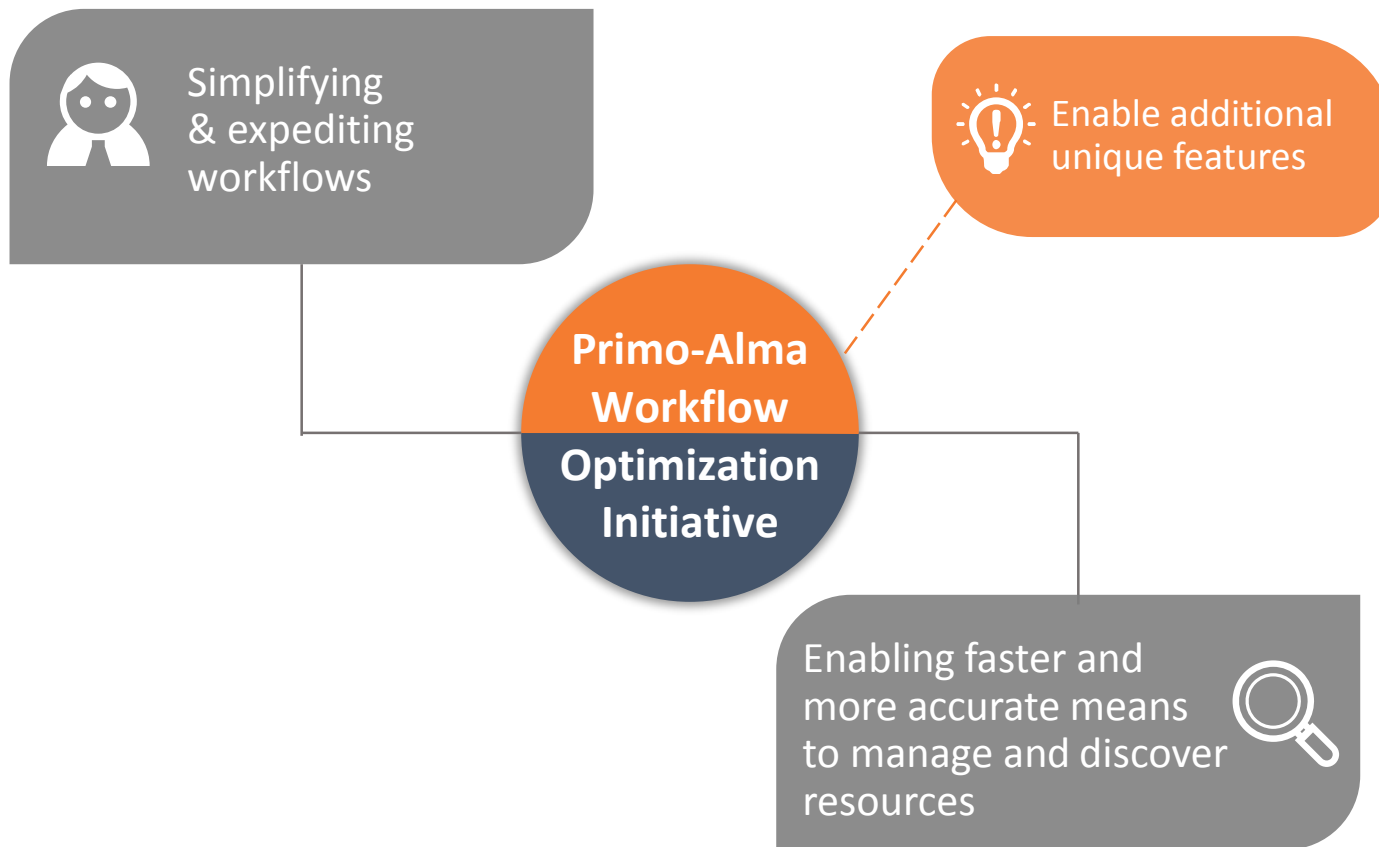 Simplifying
& expediting
workflows
Enable additional
unique features
Primo-Alma
Workflow
Optimization
Initiative
Enabling faster and
more accurate means
to manage and discover
resources